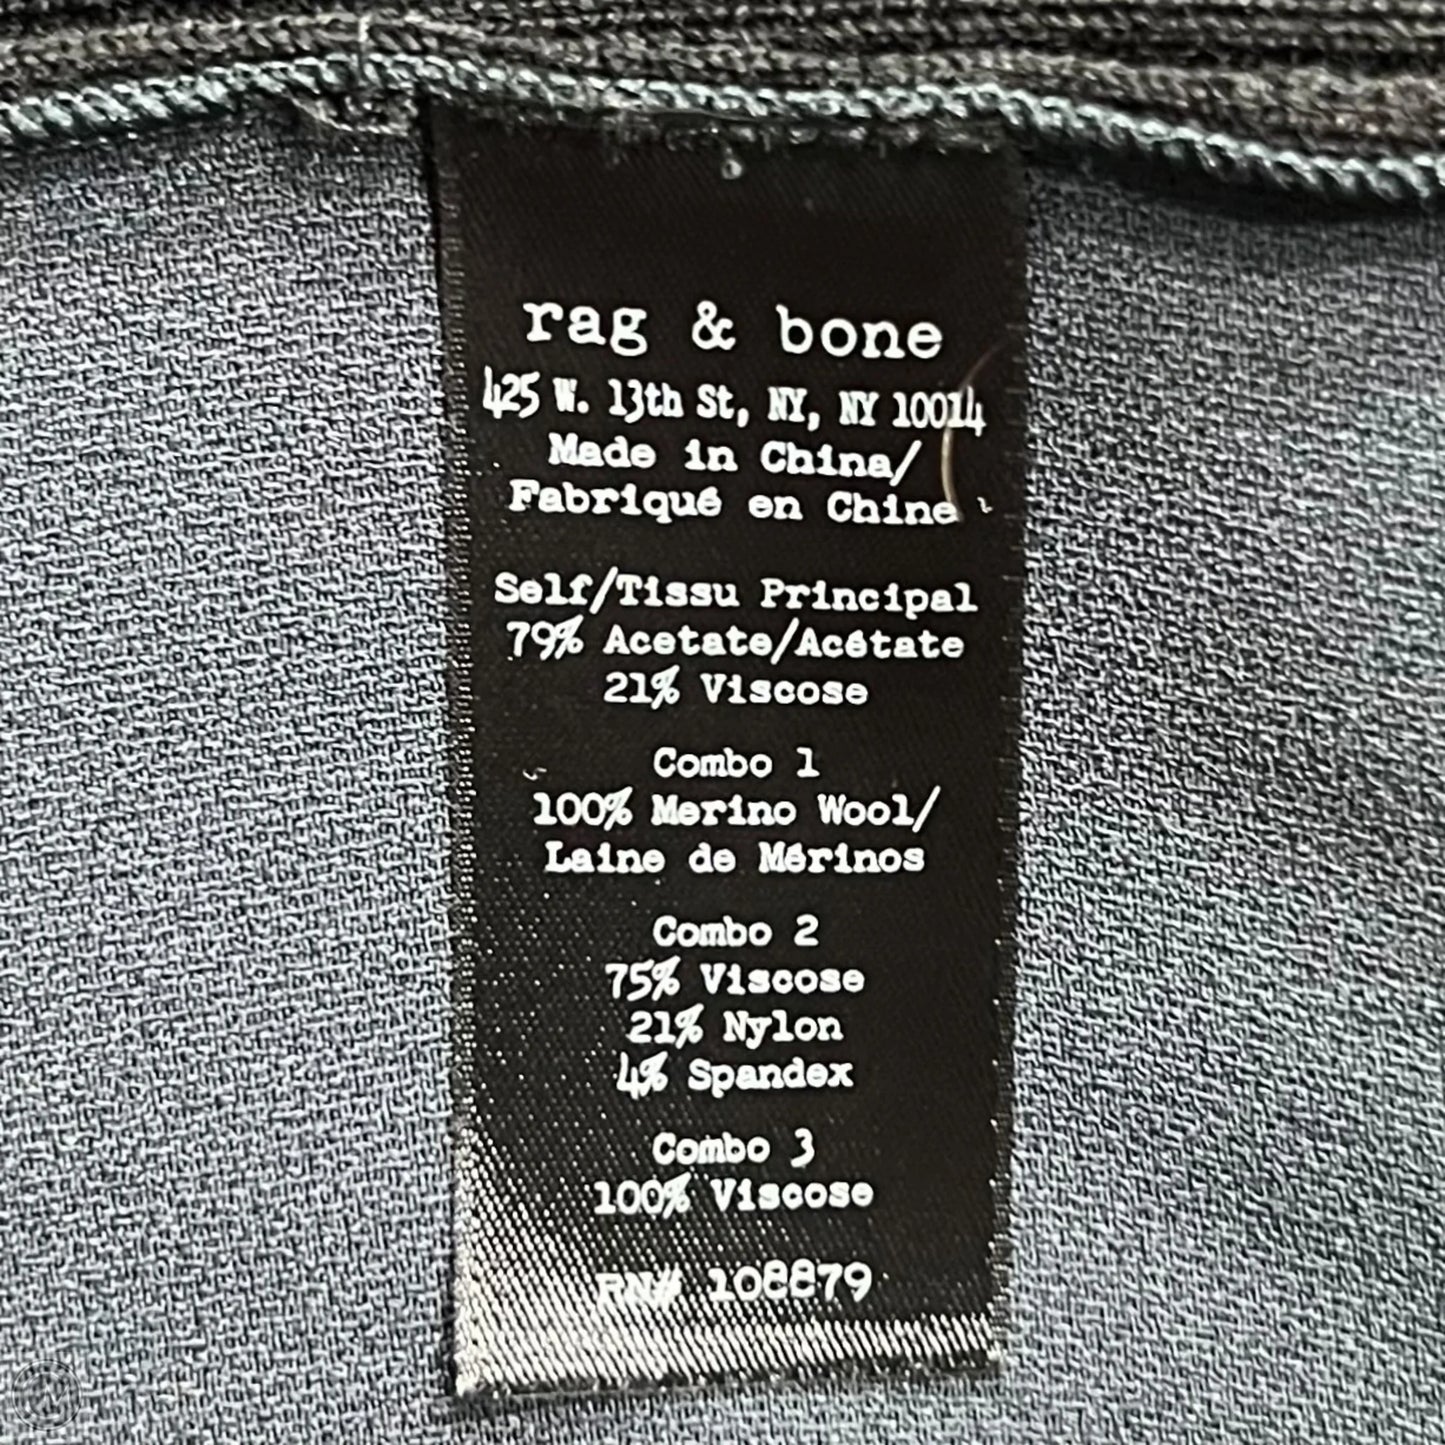 rag & bone
425 W. 13th St, NY, NY 10014
Made in China/
Fabriqué en Chine
Self/Tissu Principal
79% Acetate/Acétate
21% Viscose
Combo 1
100% Merino Wool/
Laine de Mérinos
Combo 2
75% Viscose
21% Nylon
4% Spandex
Combo 3
100% Viscose
RN# 108879